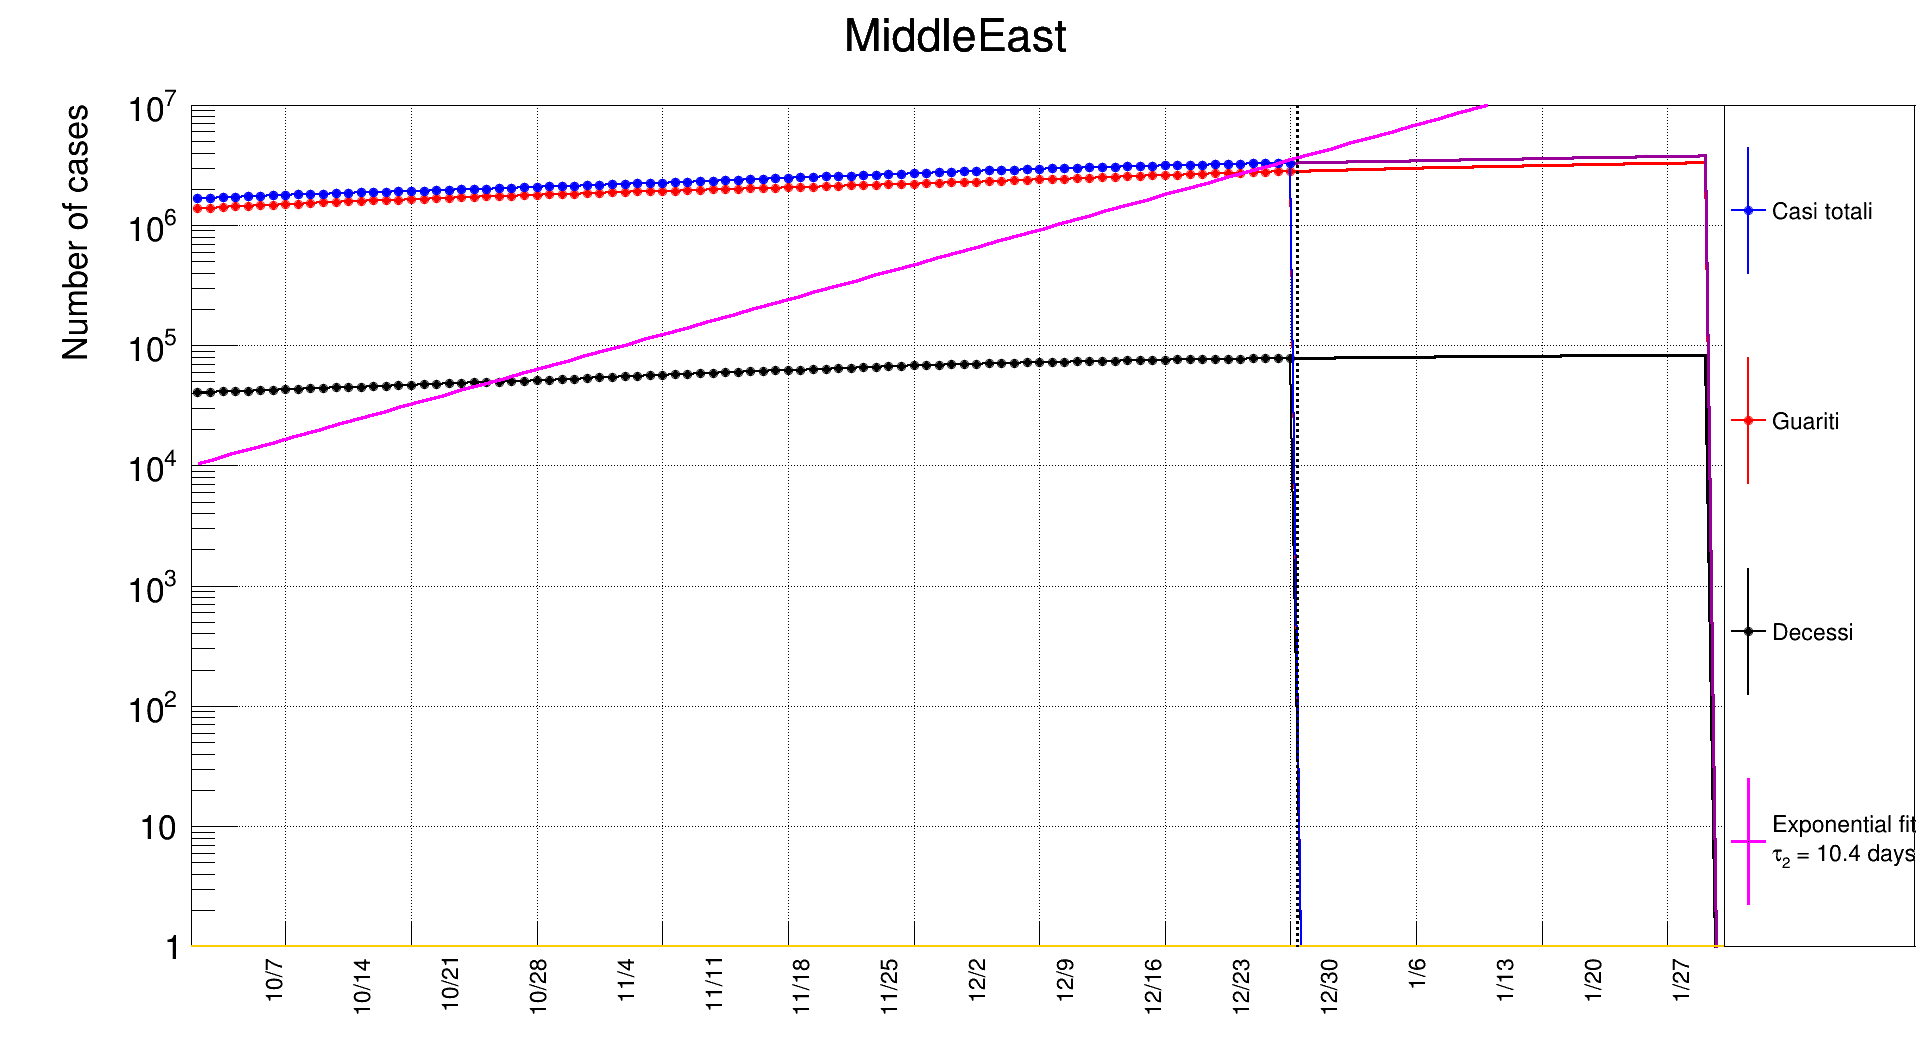 MiddleEast
Number of cases
10^7
10^6
10^5
10^4
10^3
10^2
10
1
10/7 10/14 10/21 10/28 11/4 11/11 11/18 11/25 12/2 12/9 12/16 12/23 12/30 1/6 1/13 1/20 1/27
Casi totali
Guariti
Decessi
Exponential fit
τ_2 = 10.4 days